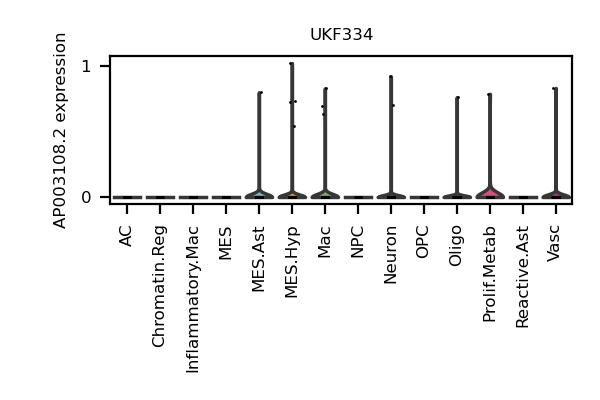 UKF334
AP003108.2 expression
1
0
AC
Chromatin.Reg
Inflammatory.Mac
MES
MES.Ast
MES.Hyp
Mac
NPC
Neuron
OPC
Oligo
Prolif.Metab
Reactive.Ast
Vasc